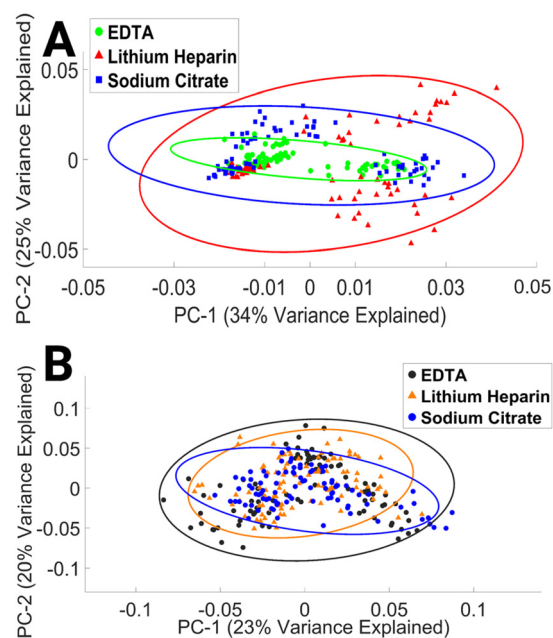 A
EDTA
Lithium Heparin
Sodium Citrate
PC-2 (25% Variance Explained)
0.05
0
-0.05
-0.05 -0.03 -0.01 0 0.01 0.03 0.05
PC-1 (34% Variance Explained)
B
EDTA
Lithium Heparin
Sodium Citrate
PC-2 (20% Variance Explained)
0.1
0.05
0
-0.05
-0.1
-0.1 -0.05 0 0.05 0.1
PC-1 (23% Variance Explained)